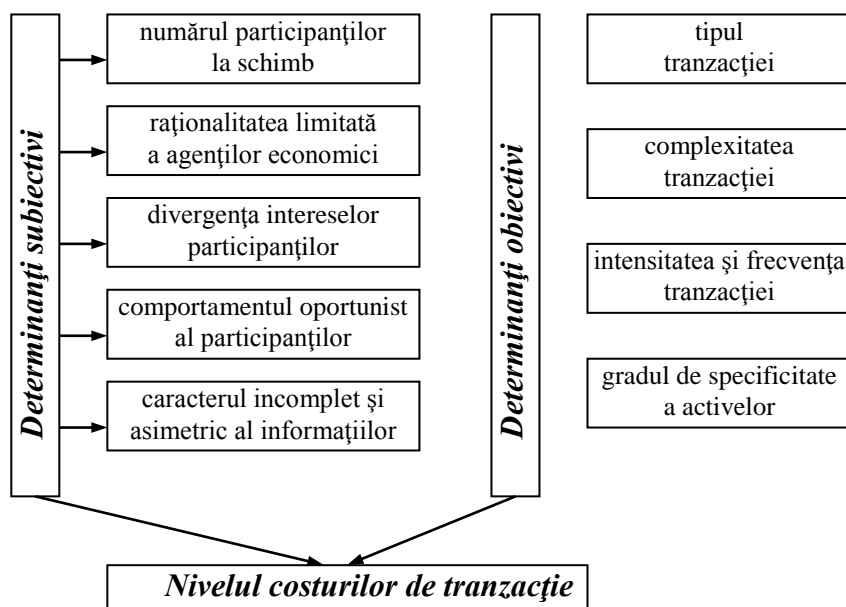 Determinanţi subiectivi
numărul participanţilor
la schimb
raţionalitatea limitată
a agenţilor economici
divergenţa intereselor
participanţilor
comportamentul oportunist
al participanţilor
caracterul incomplet şi
asimetric al informaţiilor
Determinanţi obiectivi
tipul
tranzacţiei
complexitatea
tranzacţiei
intensitatea şi frecvenţa
tranzacţiei
gradul de specificitate
a activelor
Nivelul costurilor de tranzacţie